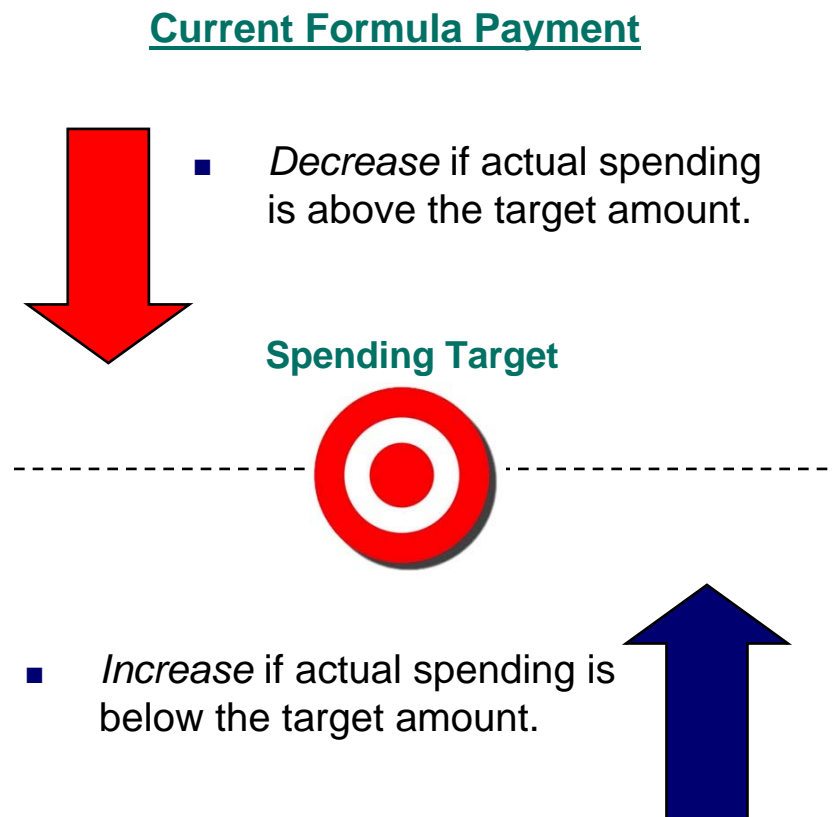 Current Formula Payment
■ Decrease if actual spending
is above the target amount.
Spending Target
■ Increase if actual spending is
below the target amount.